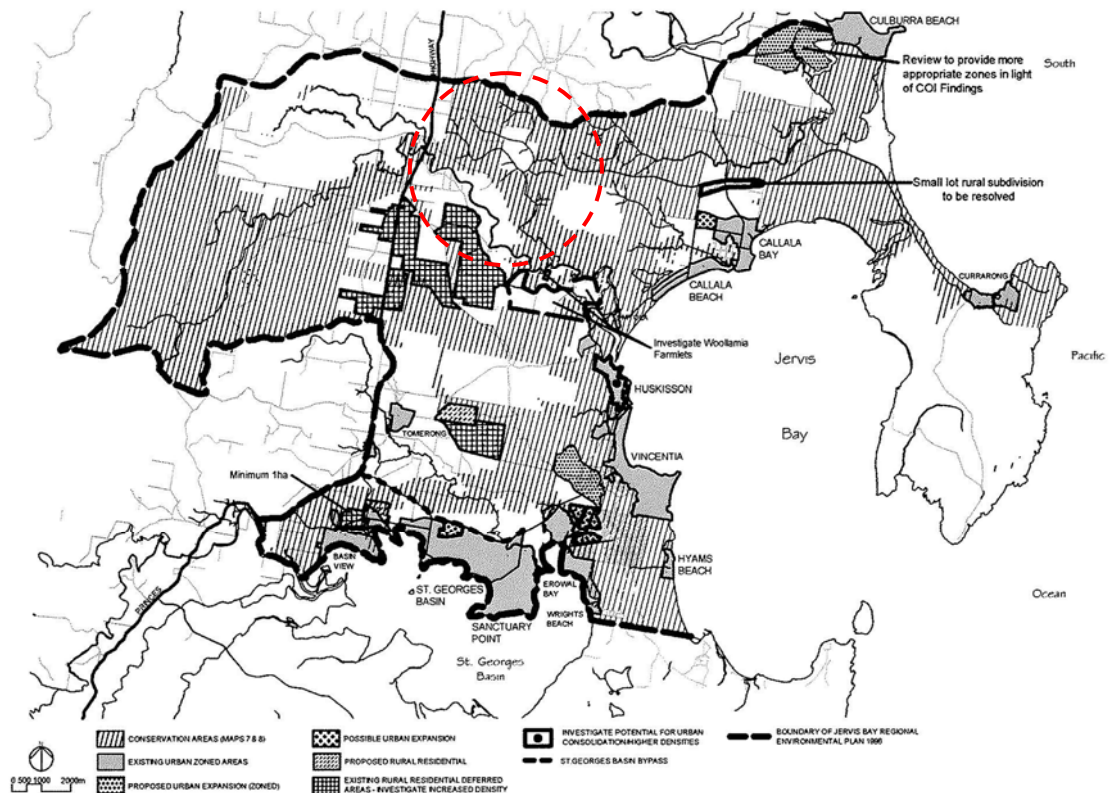 CULBURRA BEACH
Review to provide more
appropriate zones in light
of COI Findings
South
HIGHWAY
Small lot rural subdivision
to be resolved
CALLALA
BAY
CALLALA
BEACH
CURRARONG
Investigate Woollamia
Farmlets
Jervis
Pacific
HUSKISSON
Bay
TOMERONG
VINCENTIA
Minimum 1ha
BASIN
VIEW
HYAMS
BEACH
ST. GEORGES
BASIN
EROWAL
BAY
Ocean
PRINCES
WRIGHTS
BEACH
SANCTUARY
POINT
St. Georges
Basin
N
0 500 1000 2000m
CONSERVATION AREAS (MAPS 7 & 8)
EXISTING URBAN ZONED AREAS
PROPOSED URBAN EXPANSION (ZONED)
POSSIBLE URBAN EXPANSION
PROPOSED RURAL RESIDENTIAL
EXISTING RURAL RESIDENTIAL DEFERRED
AREAS - INVESTIGATE INCREASED DENSITY
INVESTIGATE POTENTIAL FOR URBAN
CONSOLIDATION/HIGHER DENSITIES
ST.GEORGES BASIN BYPASS
BOUNDARY OF JERVIS BAY REGIONAL
ENVIRONMENTAL PLAN 1996